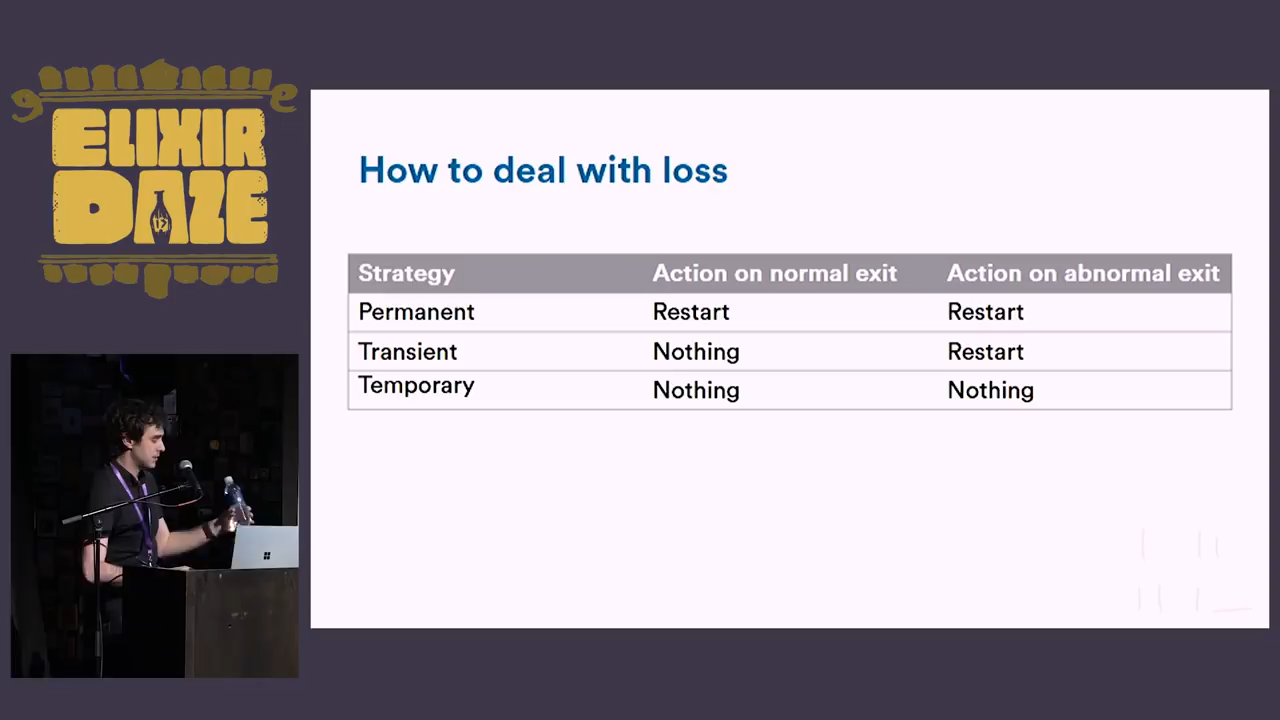 ELIXIR
DAZE
How to deal with loss
Strategy Action on normal exit Action on abnormal exit
Permanent Restart Restart
Transient Nothing Restart
Temporary Nothing Nothing